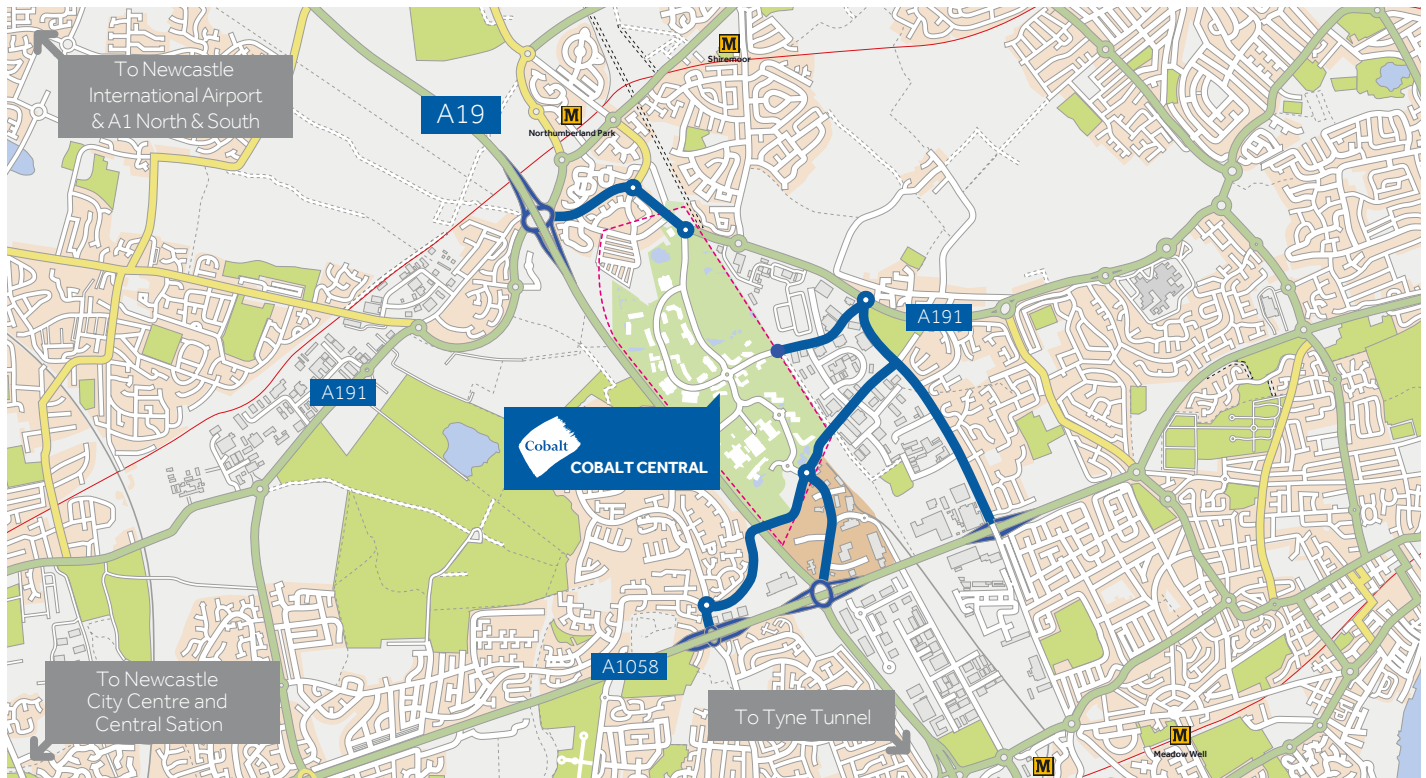 M
Shiremoor
To Newcastle
International Airport
& A1 North & South
A19
M
Northumberland Park
A191
A191
Cobalt
COBALT CENTRAL
A1058
To Newcastle
City Centre and
Central Sation
To Tyne Tunnel
M
Meadow Well
M